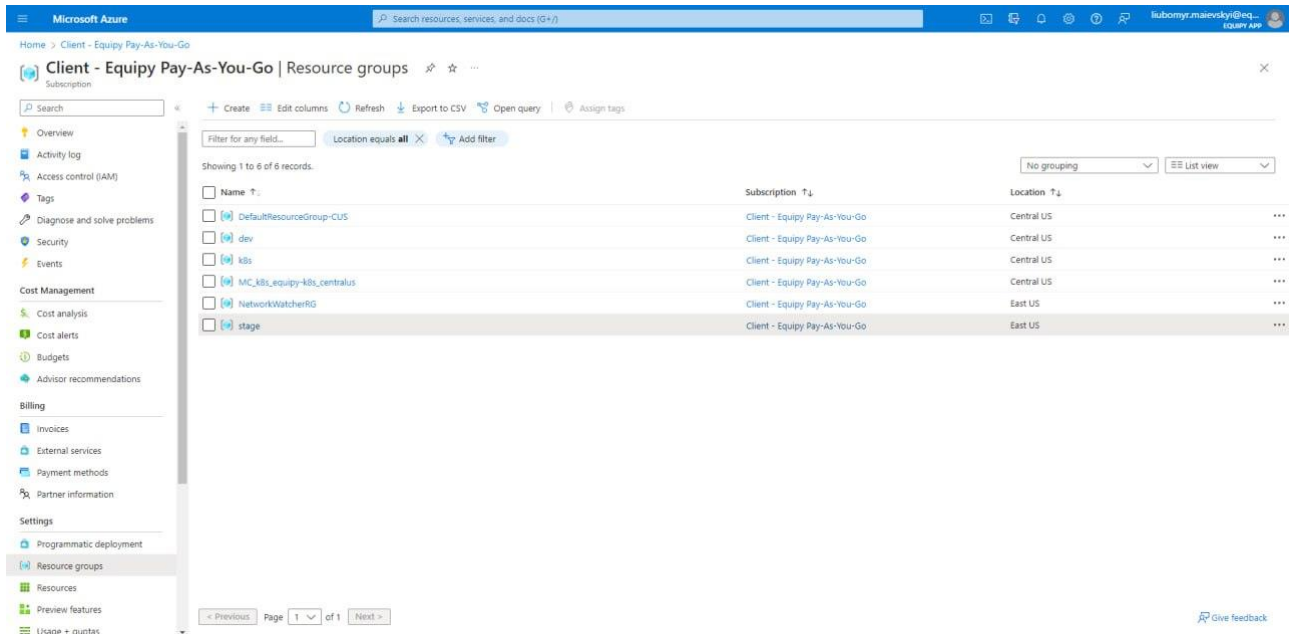 Microsoft Azure
Search resources, services, and docs (G+/)
liubomyr.maievskyi@eq...
EQUIPY APP
Home > Client - Equipy Pay-As-You-Go
Client - Equipy Pay-As-You-Go | Resource groups
Subscription
Search
Create Edit columns Refresh Export to CSV Open query Assign tags
Overview
Activity log
Access control (IAM)
Tags
Diagnose and solve problems
Security
Events
Cost Management
Cost analysis
Cost alerts
Budgets
Advisor recommendations
Billing
Invoices
External services
Payment methods
Partner information
Settings
Programmatic deployment
Resource groups
Resources
Preview features
Usage + quotas
Filter for any field... Location equals all Add filter
Showing 1 to 6 of 6 records.
No grouping List view
Name Subscription Location
DefaultResourceGroup-CUS Client - Equipy Pay-As-You-Go Central US
dev Client - Equipy Pay-As-You-Go Central US
k8s Client - Equipy Pay-As-You-Go Central US
MC_k8s_equipy-k8s_centralus Client - Equipy Pay-As-You-Go Central US
NetworkWatcherRG Client - Equipy Pay-As-You-Go East US
stage Client - Equipy Pay-As-You-Go East US
< Previous Page 1 of 1 Next >
Give feedback